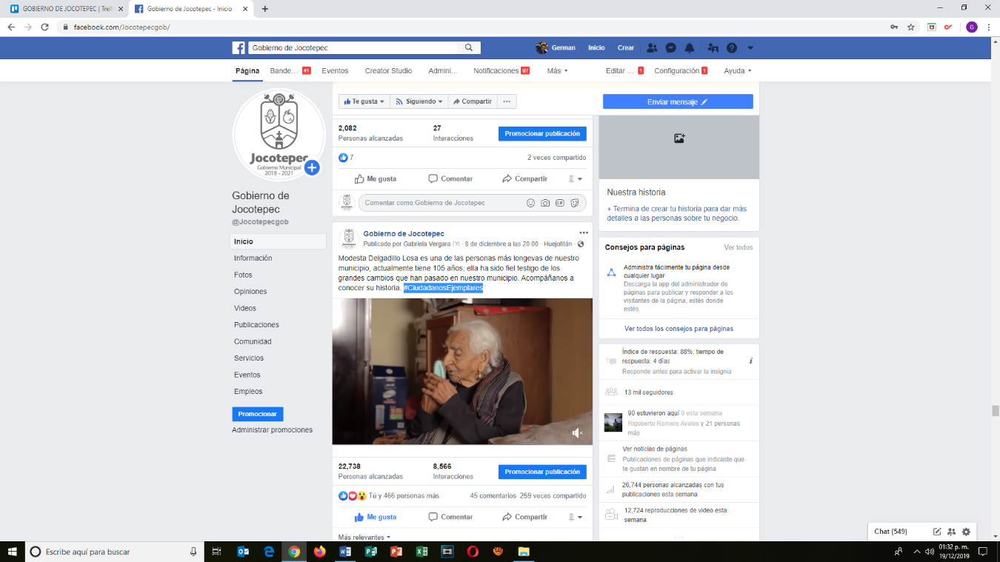 GOBIERNO DE JOCOTEPEC | Trell
Gobierno de Jocotepec - Inicio
facebook.com/Jocotepecgob/
G
Gobierno de Jocotepec
German
Inicio
Crear
Página
Bande... 41
Eventos
Creator Studio
Admini...
Notificaciones 97
Más
Editar ... 1
Configuración 1
Ayuda
Jocotepec
Gobierno Municipal
2018 - 2021
Gobierno de
Jocotepec
@Jocotepecgob
Inicio
Información
Fotos
Opiniones
Videos
Publicaciones
Comunidad
Servicios
Eventos
Empleos
Promocionar
Administrar promociones
Te gusta
Siguiendo
Compartir
2,082
Personas alcanzadas
27
Interacciones
Promocionar publicación
7
2 veces compartido
Me gusta
Comentar
Compartir
Comentar como Gobierno de Jocotepec
Gobierno de Jocotepec
Publicado por Gabriela Vergara [?] · 8 de diciembre a las 20:00 · Huejotitán ·
Modesta Delgadillo Losa es una de las personas más longevas de nuestro
municipio, actualmente tiene 105 años; ella ha sido fiel testigo de los
grandes cambios que han pasado en nuestro municipio. Acompáñanos a
conocer su historia. #CiudadanosEjemplares
22,738
Personas alcanzadas
8,566
Interacciones
Promocionar publicación
Tú y 466 personas más
45 comentarios 259 veces compartido
Me gusta
Comentar
Compartir
Más relevantes
Enviar mensaje
Nuestra historia
+ Termina de crear tu historia para dar más
detalles a las personas sobre tu negocio.
Consejos para páginas
Ver todos
Administra fácilmente tu página desde
cualquier lugar
Descarga la app del administrador de
páginas para publicar y responder a los
visitantes de la página, estés donde
estés.
Ver todos los consejos para páginas
Índice de respuesta: 88%; tiempo de
respuesta: 4 días
Responde antes para activar la insignia
13 mil seguidores
90 estuvieron aquí 0 esta semana
Rigoberto Romero Avalos y 21 personas
más
Ver noticias de páginas
Publicaciones de páginas que indicaste que
te gustan en nombre de tu página
26,744 personas alcanzadas con tus
publicaciones esta semana
12,724 reproducciones de video esta
semana
Chat (549)
Escribe aquí para buscar
01:32 p. m.
19/12/2019